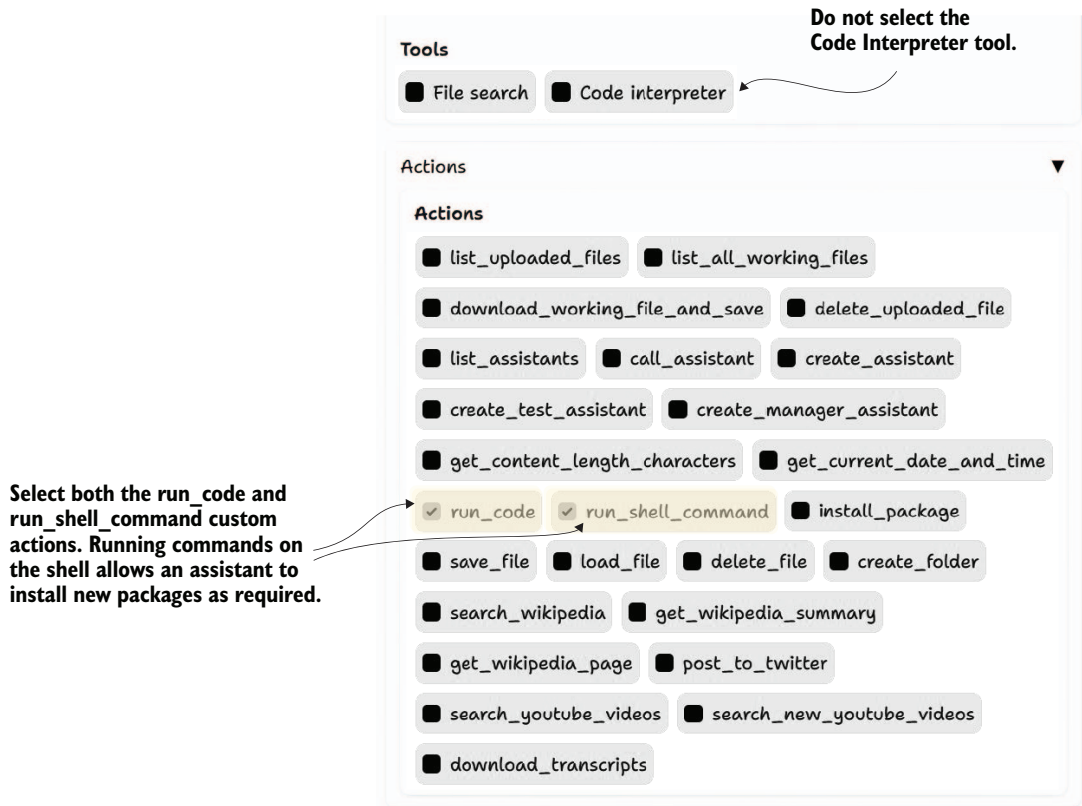 Do not select the
Code Interpreter tool.
Tools
File search Code interpreter
Actions
Actions
list_uploaded_files list_all_working_files
download_working_file_and_save delete_uploaded_file
list_assistants call_assistant create_assistant
create_test_assistant create_manager_assistant
get_content_length_characters get_current_date_and_time
Select both the run_code and
run_shell_command custom
actions. Running commands on
the shell allows an assistant to
install new packages as required.
run_code run_shell_command install_package
save_file load_file delete_file create_folder
search_wikipedia get_wikipedia_summary
get_wikipedia_page post_to_twitter
search_youtube_videos search_new_youtube_videos
download_transcripts